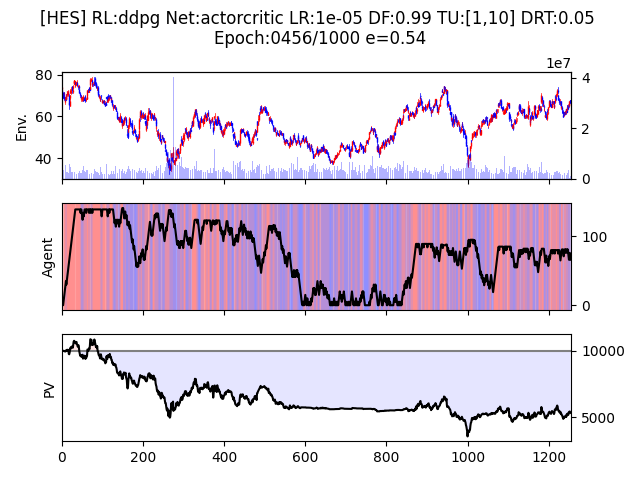 [HES] RL:ddpg Net:actorcritic LR:1e-05 DF:0.99 TU:[1,10] DRT:0.05
Epoch:0456/1000 e=0.54
1e7
80
60
40
Env.
4
2
0
Agent
100
0
PV
10000
5000
0
200
400
600
800
1000
1200